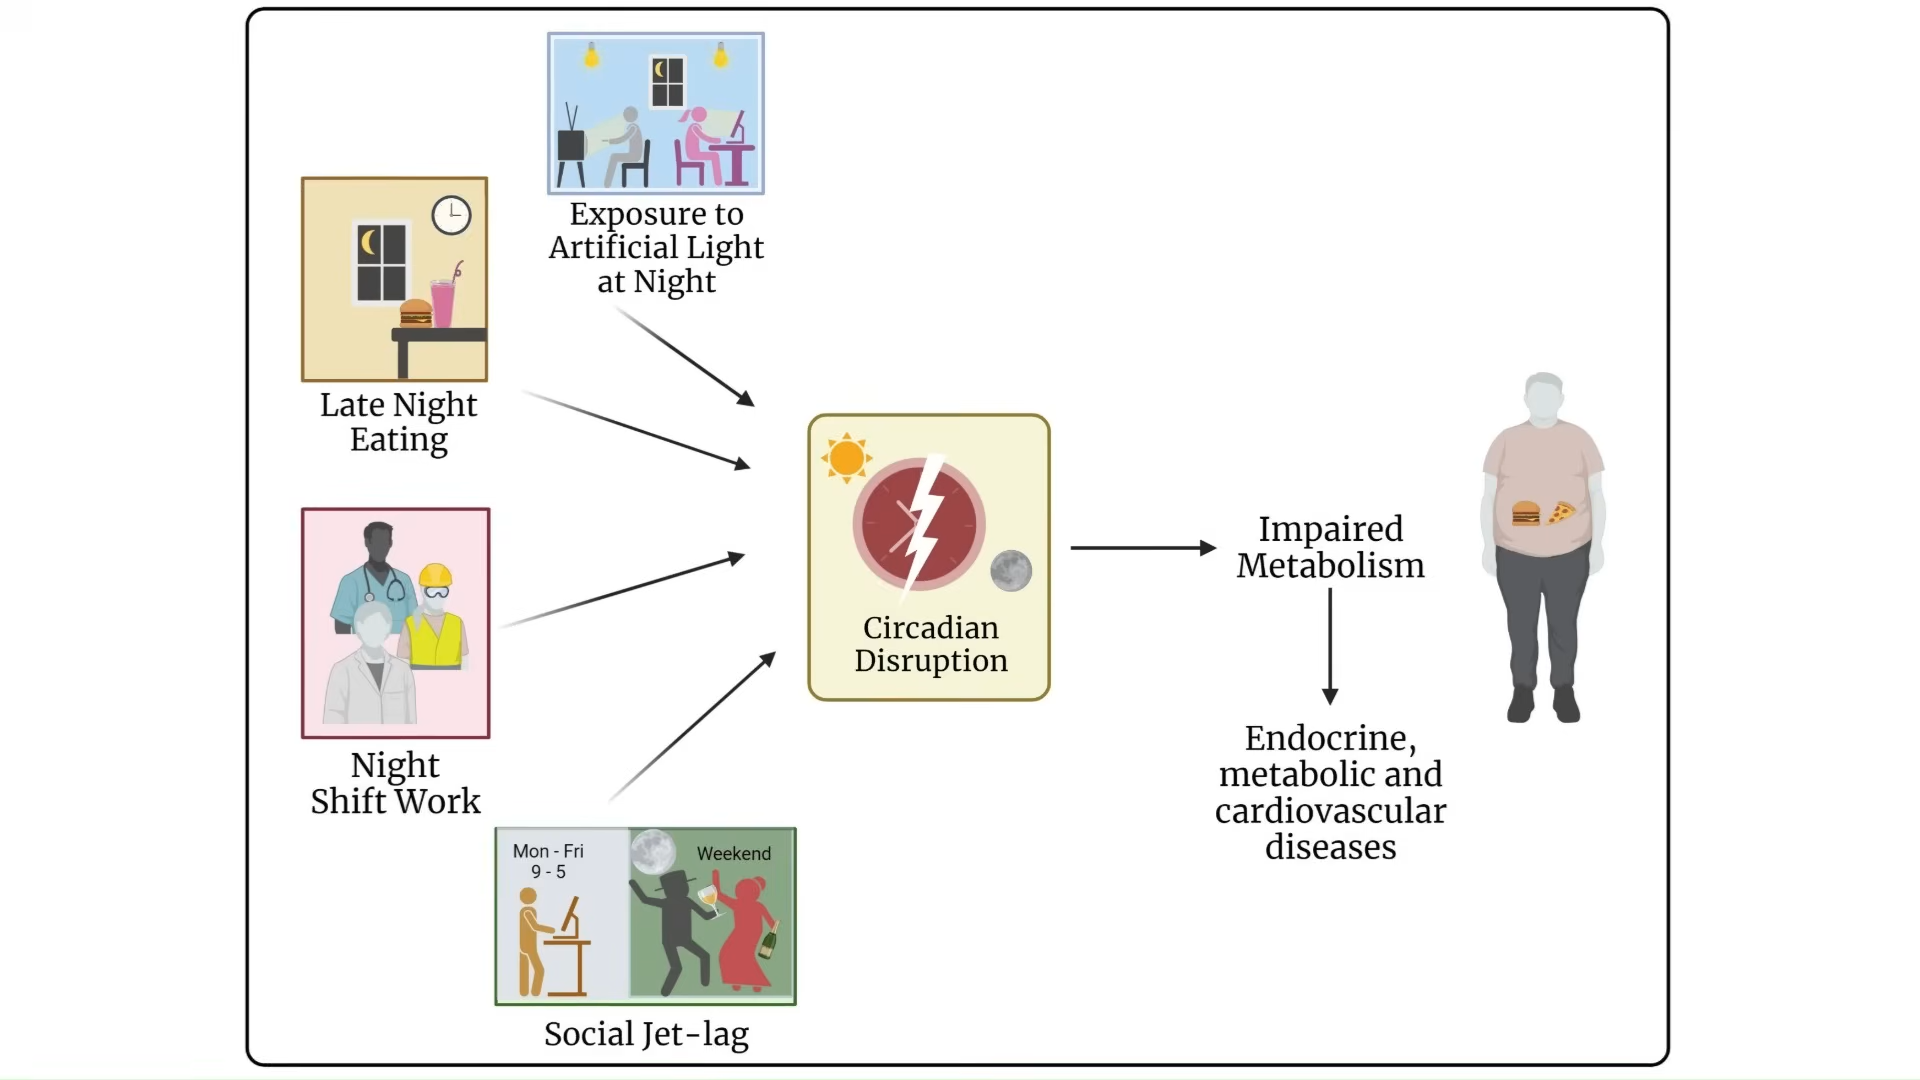 Exposure to
Artificial Light
at Night
Late Night
Eating
Night
Shift Work
Mon - Fri
9 - 5
Weekend
Social Jet-lag
Circadian
Disruption
Impaired
Metabolism
Endocrine,
metabolic and
cardiovascular
diseases